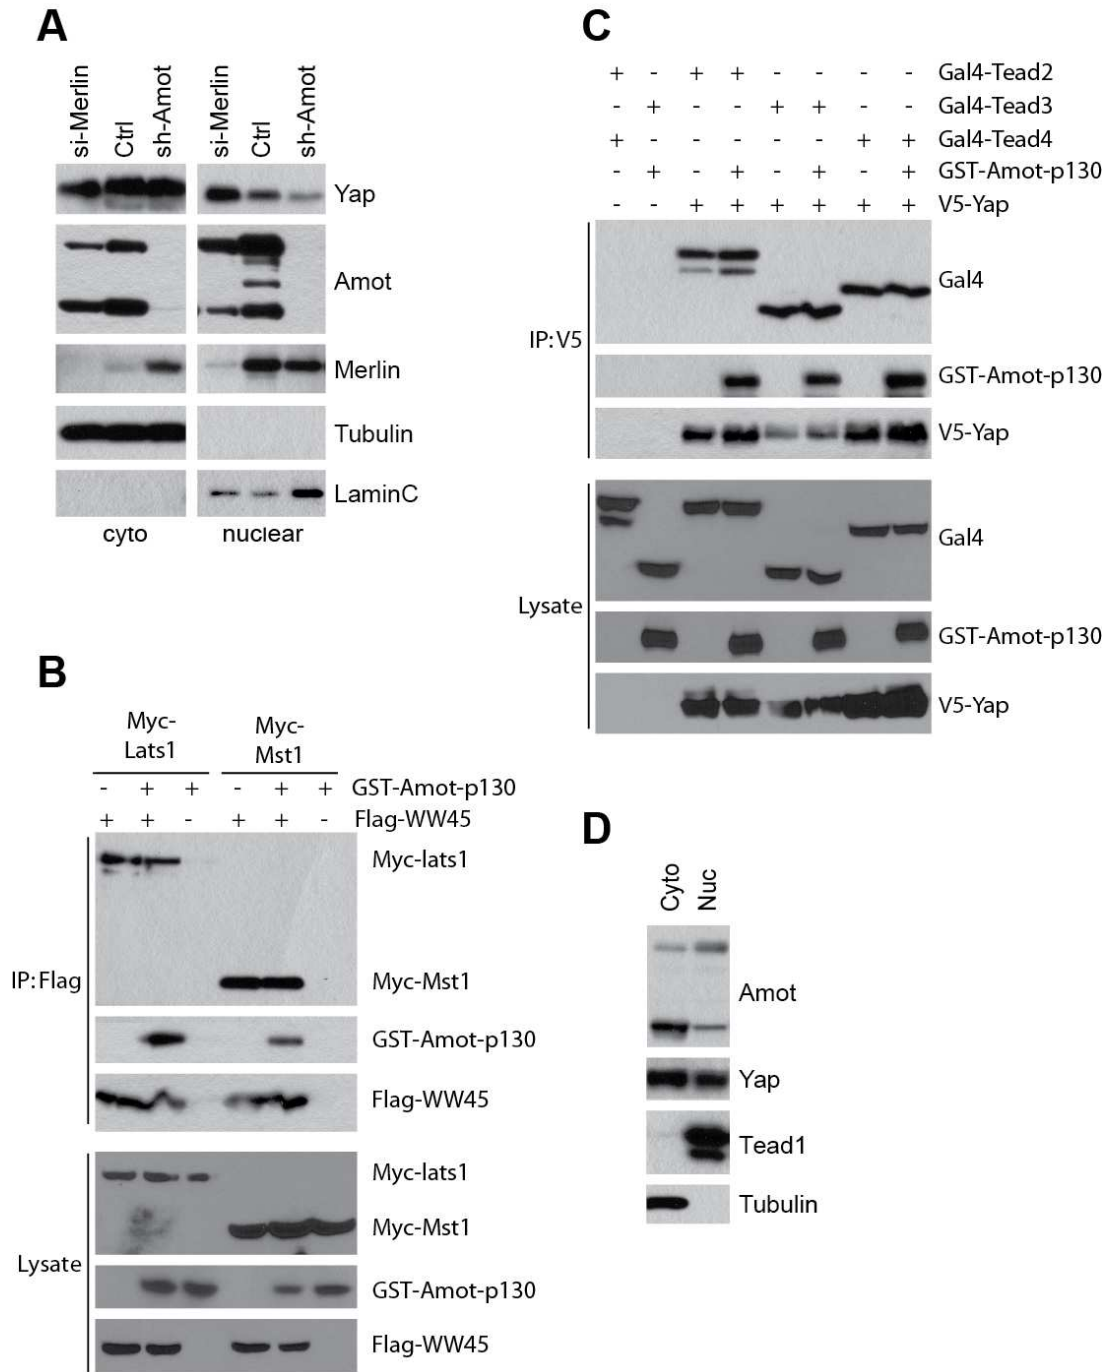 A
si-Merlin Ctrl sh-Amot si-Merlin Ctrl sh-Amot
Yap
Amot
Merlin
Tubulin
LaminC
cyto nuclear
B
Myc-Lats1 Myc-Mst1
- + + - + + GST-Amot-p130
+ + - + + - Flag-WW45
IP:Flag
Myc-lats1
Myc-Mst1
GST-Amot-p130
Flag-WW45
Lysate
Myc-lats1
Myc-Mst1
GST-Amot-p130
Flag-WW45
C
+ - + + - - - - Gal4-Tead2
- + - - + + - - Gal4-Tead3
+ - - - - - + + Gal4-Tead4
- + - + - + - + GST-Amot-p130
- - + + + + + + V5-Yap
IP:V5
Gal4
GST-Amot-p130
V5-Yap
Lysate
Gal4
GST-Amot-p130
V5-Yap
D
Cyto Nuc
Amot
Yap
Tead1
Tubulin